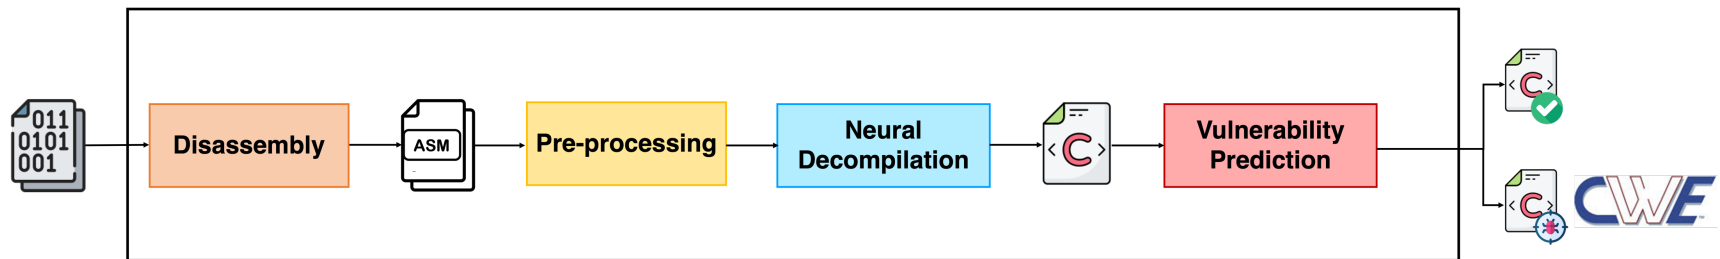 011
0101
001
Disassembly
ASM
Pre-processing
Neural
Decompilation
< C >
Vulnerability
Prediction
< C >
< C >
CWE